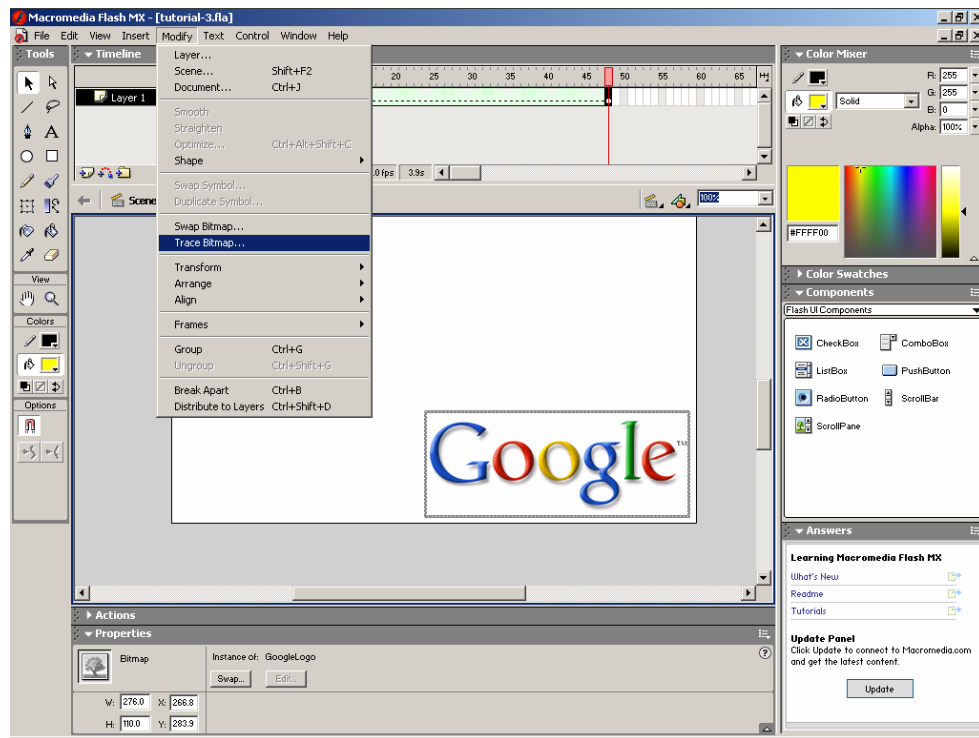 Macromedia Flash MX - [tutorial-3.fla]
File Edit View Insert Modify Text Control Window Help
Tools
Timeline
Layer 1
20 25 30 35 40 45 50 55 60 65
.0 fps 3.9s
Scene
100%
Layer...
Scene... Shift+F2
Document... Ctrl+J
Smooth
Straighten
Optimize... Ctrl+Alt+Shift+C
Shape
Swap Symbol...
Duplicate Symbol...
Swap Bitmap...
Trace Bitmap...
Transform
Arrange
Align
Frames
Group Ctrl+G
Ungroup Ctrl+Shift+G
Break Apart Ctrl+B
Distribute to Layers Ctrl+Shift+D
View
Colors
Options
Google™
Color Mixer
R: 255
G: 255
Solid
B: 0
Alpha: 100%
#FFFF00
Color Swatches
Components
Flash UI Components
CheckBox ComboBox
ListBox PushButton
RadioButton ScrollBar
ScrollPane
Answers
Learning Macromedia Flash MX
What's New
Readme
Tutorials
Update Panel
Click Update to connect to Macromedia.com
and get the latest content.
Update
Actions
Properties
Bitmap
Instance of: GoogleLogo
Swap... Edit...
W: 276.0 X: 266.8
H: 110.0 Y: 283.9